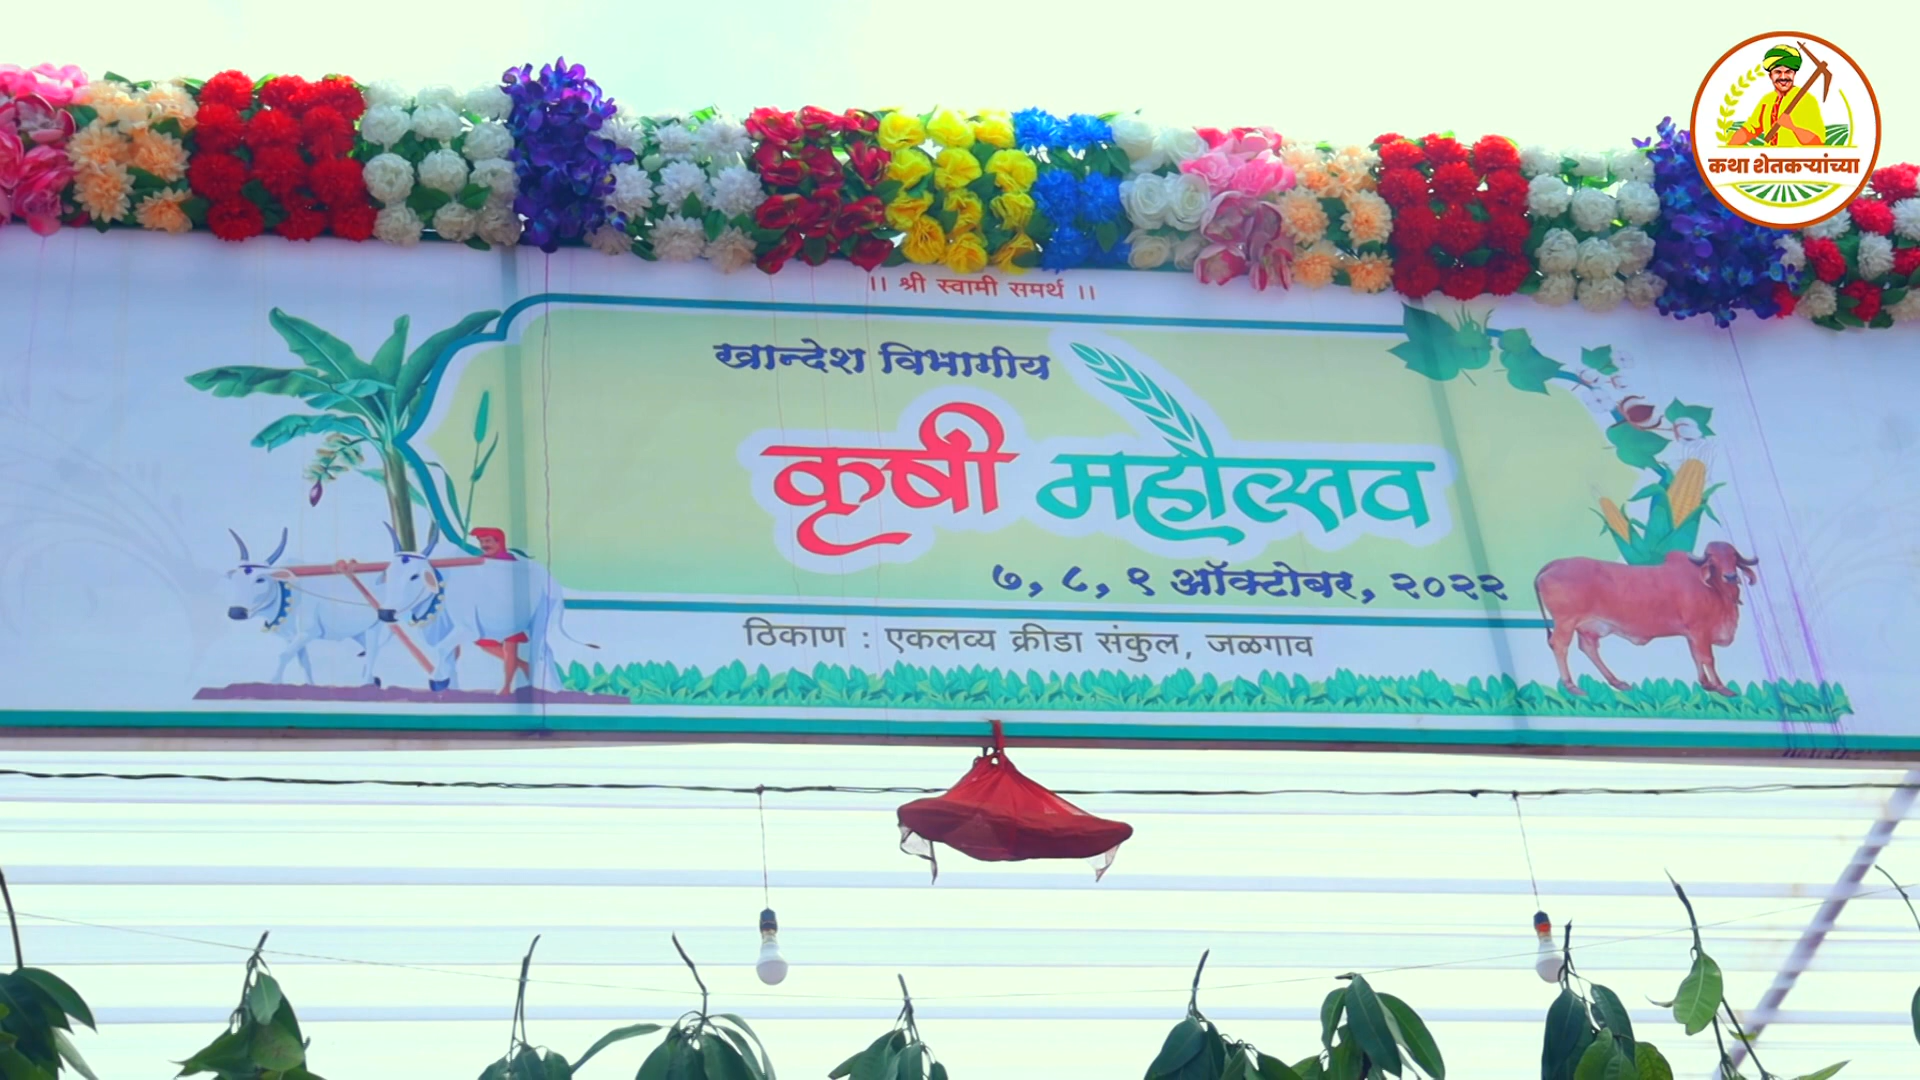 कथा शेतकऱ्यांच्या
।। श्री स्वामी समर्थ ।।
खान्देश विभागीय
कृषी महोत्सव
७, ८, ९ ऑक्टोबर, २०२२
ठिकाण : एकलव्य क्रीडा संकुल, जळगाव